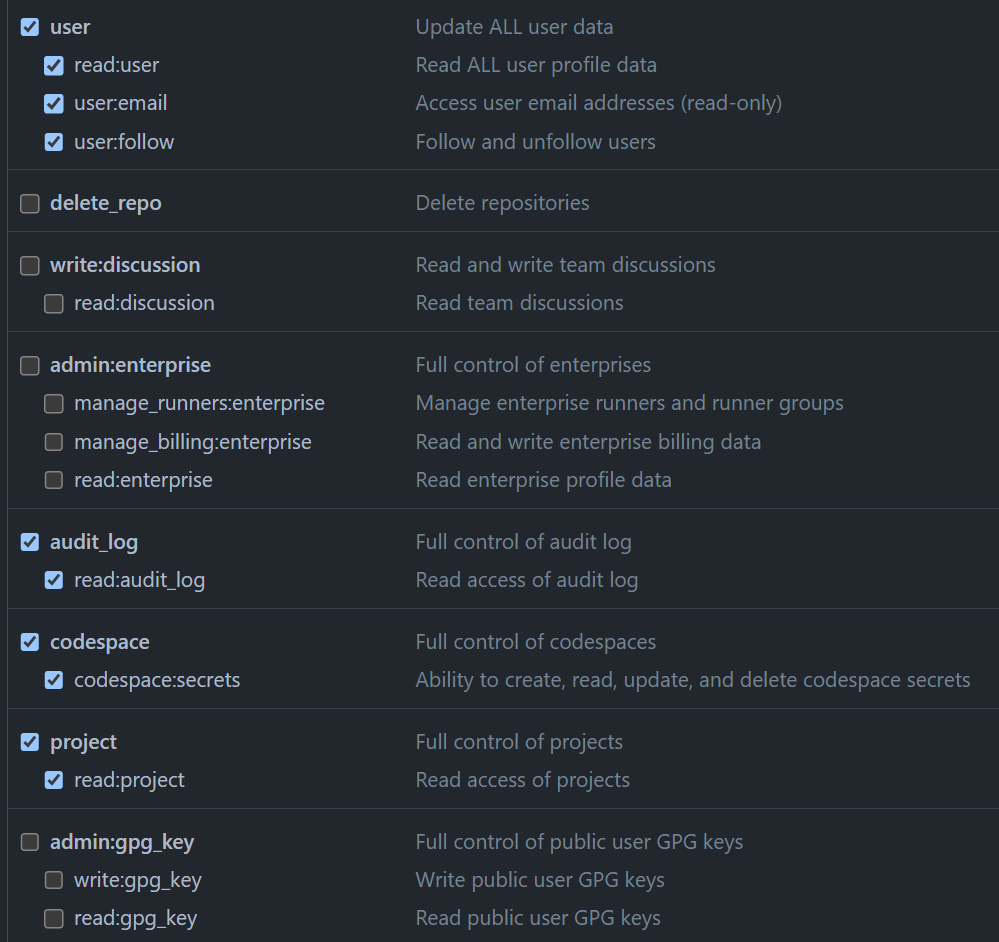 user Update ALL user data
read:user Read ALL user profile data
user:email Access user email addresses (read-only)
user:follow Follow and unfollow users
delete_repo Delete repositories
write:discussion Read and write team discussions
read:discussion Read team discussions
admin:enterprise Full control of enterprises
manage_runners:enterprise Manage enterprise runners and runner groups
manage_billing:enterprise Read and write enterprise billing data
read:enterprise Read enterprise profile data
audit_log Full control of audit log
read:audit_log Read access of audit log
codespace Full control of codespaces
codespace:secrets Ability to create, read, update, and delete codespace secrets
project Full control of projects
read:project Read access of projects
admin:gpg_key Full control of public user GPG keys
write:gpg_key Write public user GPG keys
read:gpg_key Read public user GPG keys